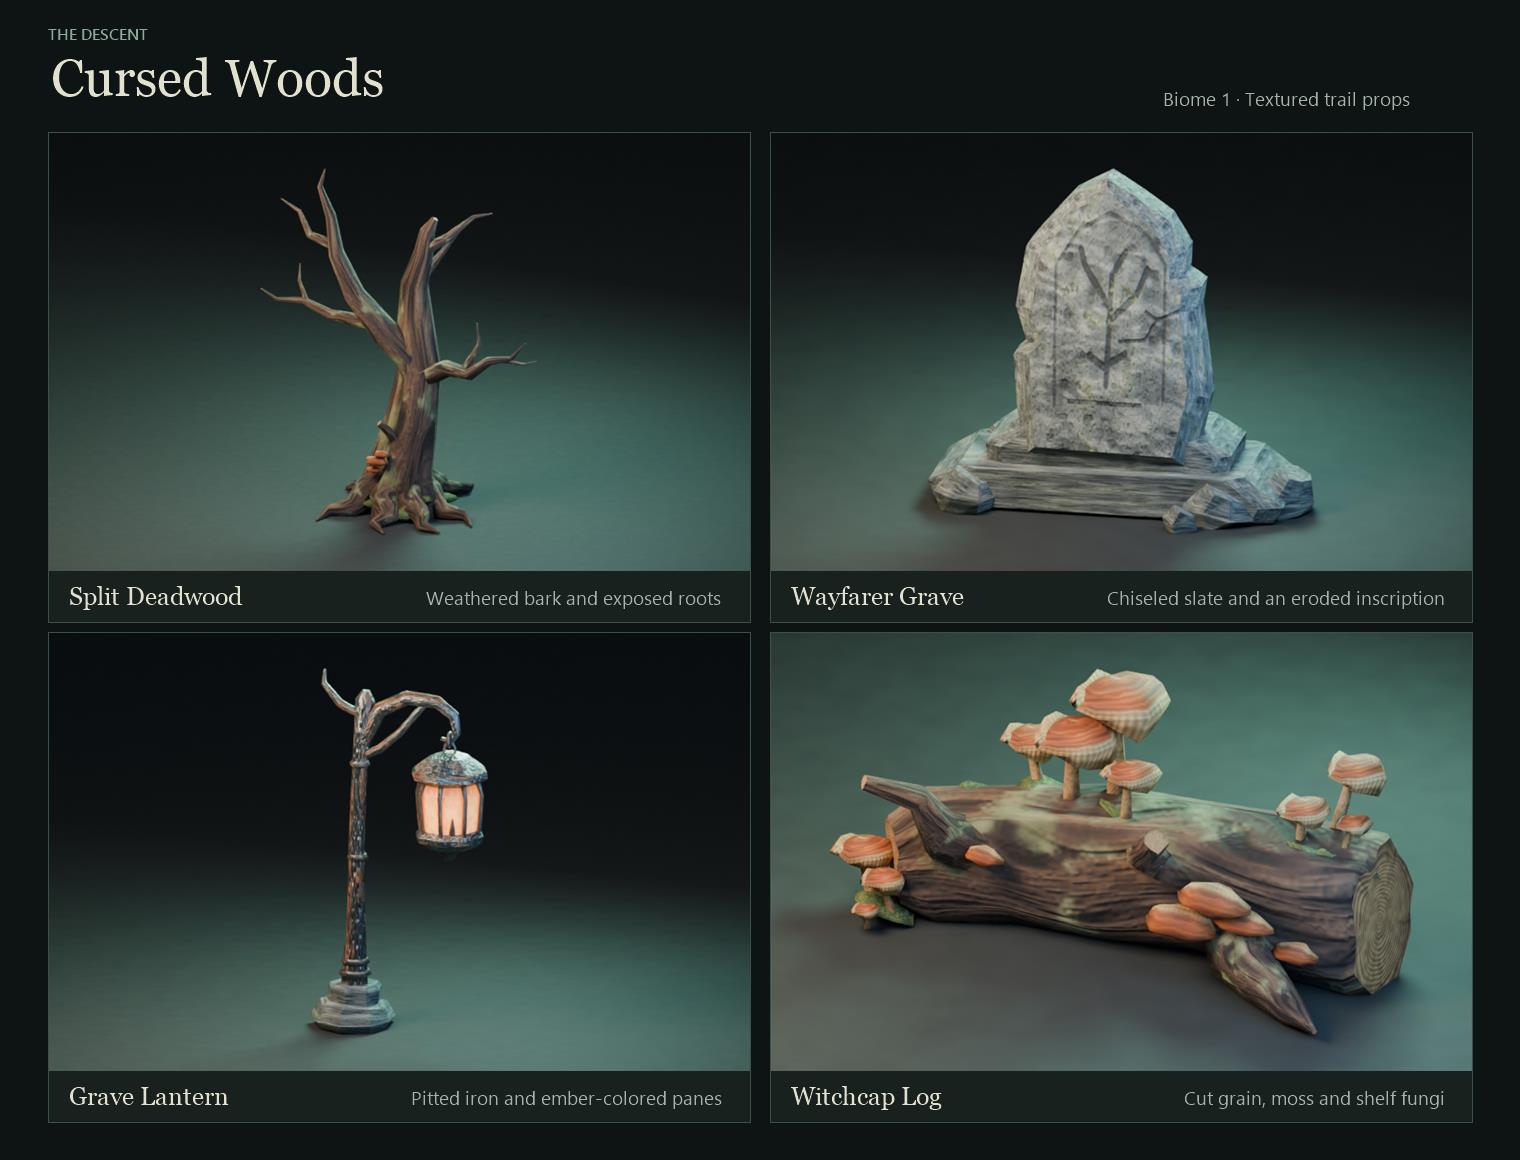 THE DESCENT
Cursed Woods
Biome 1 · Textured trail props
Split Deadwood
Weathered bark and exposed roots
Wayfarer Grave
Chiseled slate and an eroded inscription
Grave Lantern
Pitted iron and ember-colored panes
Witchcap Log
Cut grain, moss and shelf fungi